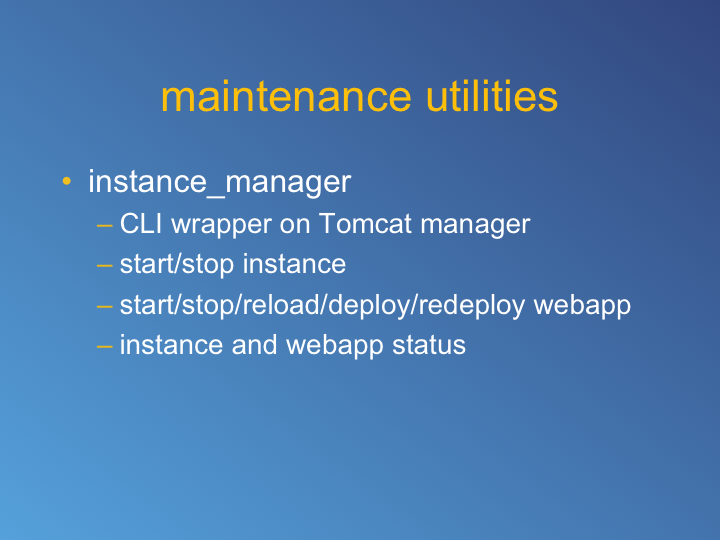 maintenance utilities
• instance_manager
– CLI wrapper on Tomcat manager
– start/stop instance
– start/stop/reload/deploy/redeploy webapp
– instance and webapp status